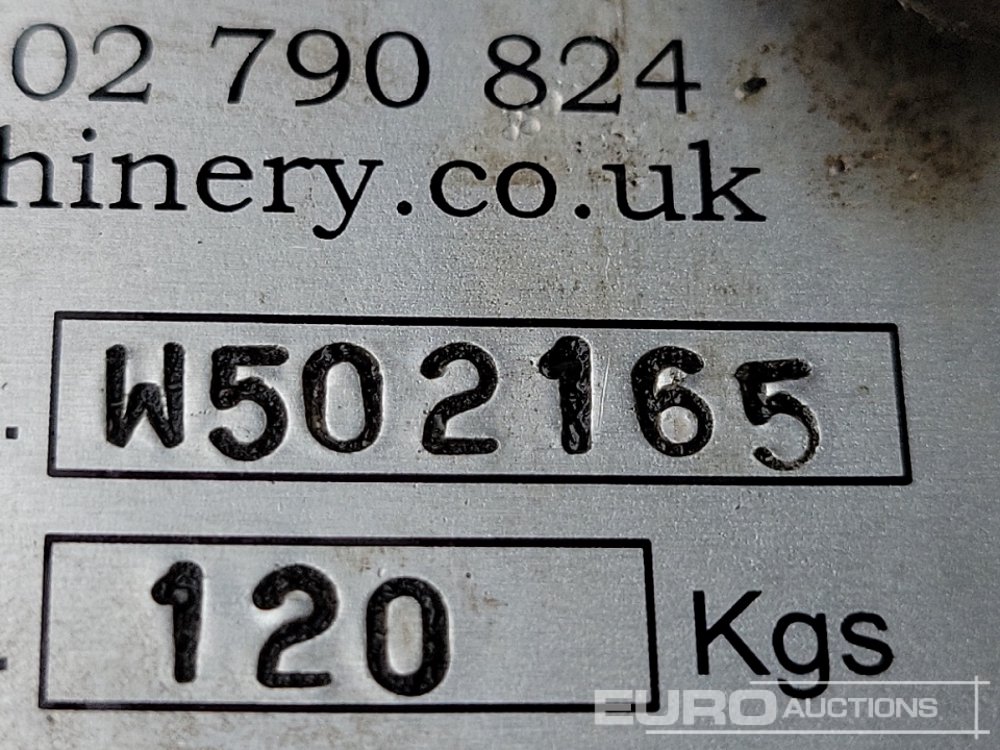 02 790 824
hinery.co.uk
W502165
120 Kgs
EURO AUCTIONS